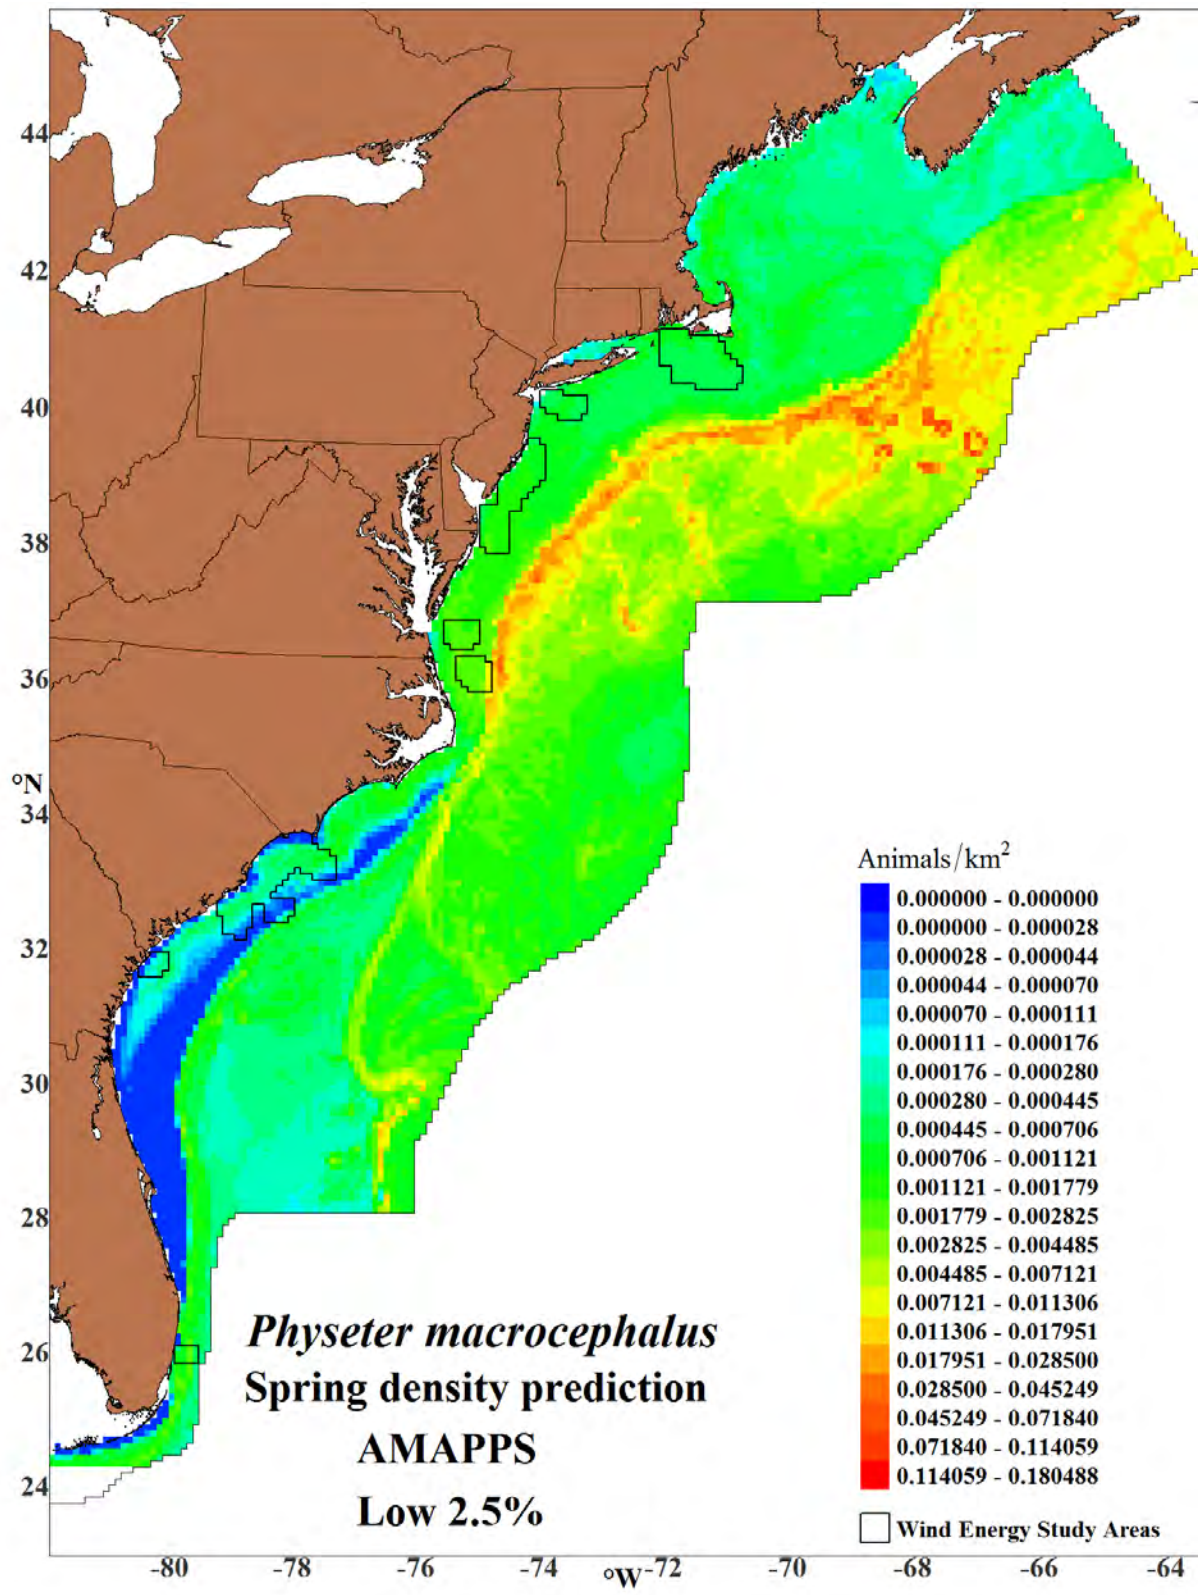 44
42
40
38
36
°N
34
32
30
28
26
24
Animals/km²
0.000000 - 0.000000
0.000000 - 0.000028
0.000028 - 0.000044
0.000044 - 0.000070
0.000070 - 0.000111
0.000111 - 0.000176
0.000176 - 0.000280
0.000280 - 0.000445
0.000445 - 0.000706
0.000706 - 0.001121
0.001121 - 0.001779
0.001779 - 0.002825
0.002825 - 0.004485
0.004485 - 0.007121
0.007121 - 0.011306
0.011306 - 0.017951
0.017951 - 0.028500
0.028500 - 0.045249
0.045249 - 0.071840
0.071840 - 0.114059
0.114059 - 0.180488
Wind Energy Study Areas
Physeter macrocephalus
Spring density prediction
AMAPPS
Low 2.5%
-80 -78 -76 -74 °W -72 -70 -68 -66 -64